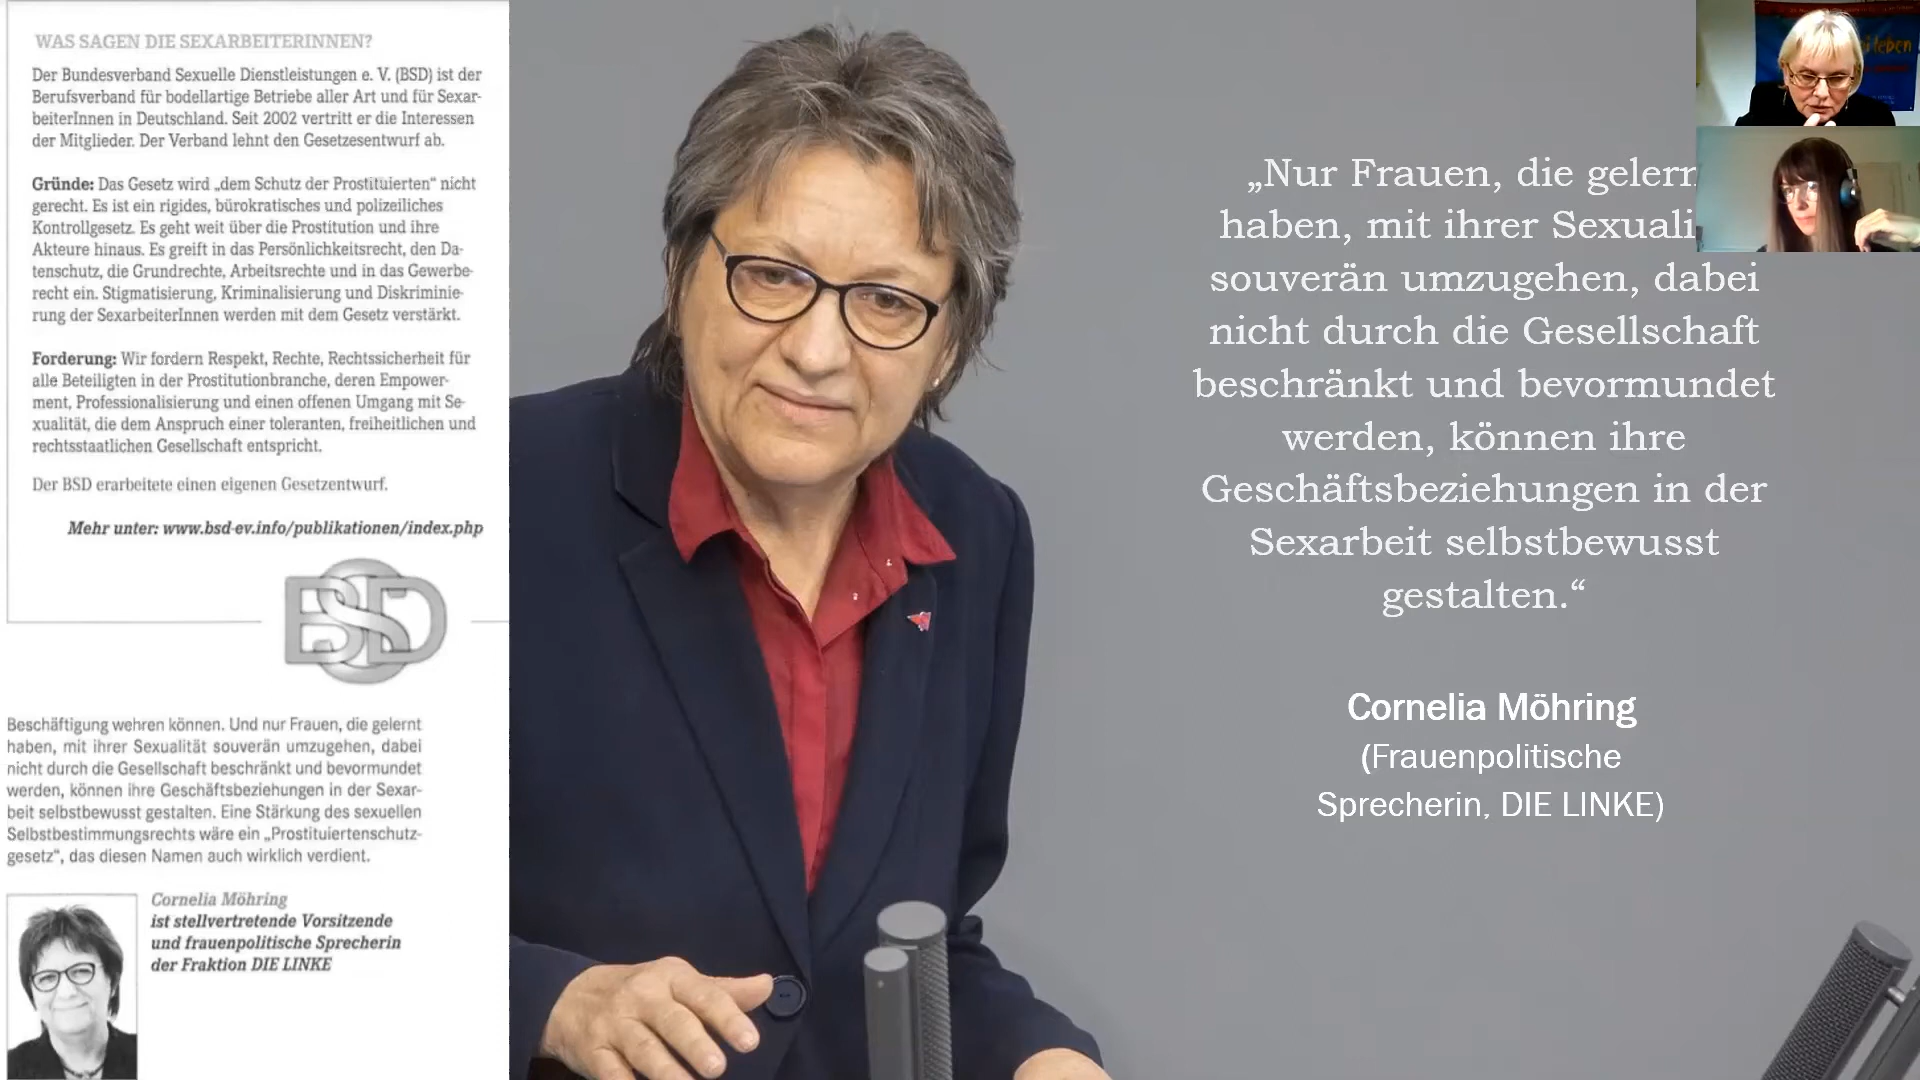 WAS SAGEN DIE SEXARBEITERINNEN?
Der Bundesverband Sexuelle Dienstleistungen e. V. (BSD) ist der
Berufsverband für bodellartige Betriebe aller Art und für Sexar-
beiterInnen in Deutschland. Seit 2002 vertritt er die Interessen
der Mitglieder. Der Verband lehnt den Gesetzesentwurf ab.
Gründe: Das Gesetz wird „dem Schutz der Prostituierten“ nicht
gerecht. Es ist ein rigides, bürokratisches und polizeiliches
Kontrollgesetz. Es geht weit über die Prostitution und ihre
Akteure hinaus. Es greift in das Persönlichkeitsrecht, den Da-
tenschutz, die Grundrechte, Arbeitsrechte und in das Gewerbe-
recht ein. Stigmatisierung, Kriminalisierung und Diskriminie-
rung der SexarbeiterInnen werden mit dem Gesetz verstärkt.
Forderung: Wir fordern Respekt, Rechte, Rechtssicherheit für
alle Beteiligten in der Prostitutionbranche, deren Empower-
ment, Professionalisierung und einen offenen Umgang mit Se-
xualität, die dem Anspruch einer toleranten, freiheitlichen und
rechtsstaatlichen Gesellschaft entspricht.
Der BSD erarbeitete einen eigenen Gesetzentwurf.
Mehr unter: www.bsd-ev.info/publikationen/index.php
BSD
Beschäftigung wehren können. Und nur Frauen, die gelernt
haben, mit ihrer Sexualität souverän umzugehen, dabei
nicht durch die Gesellschaft beschränkt und bevormundet
werden, können ihre Geschäftsbeziehungen in der Sexar-
beit selbstbewusst gestalten. Eine Stärkung des sexuellen
Selbstbestimmungsrechts wäre ein „Prostituiertenschutz-
gesetz“, das diesen Namen auch wirklich verdient.
Cornelia Möhring
ist stellvertretende Vorsitzende
und frauenpolitische Sprecherin
der Fraktion DIE LINKE
„Nur Frauen, die gelern
haben, mit ihrer Sexuali
souverän umzugehen, dabei
nicht durch die Gesellschaft
beschränkt und bevormundet
werden, können ihre
Geschäftsbeziehungen in der
Sexarbeit selbstbewusst
gestalten.“
Cornelia Möhring
(Frauenpolitische
Sprecherin, DIE LINKE)
leben